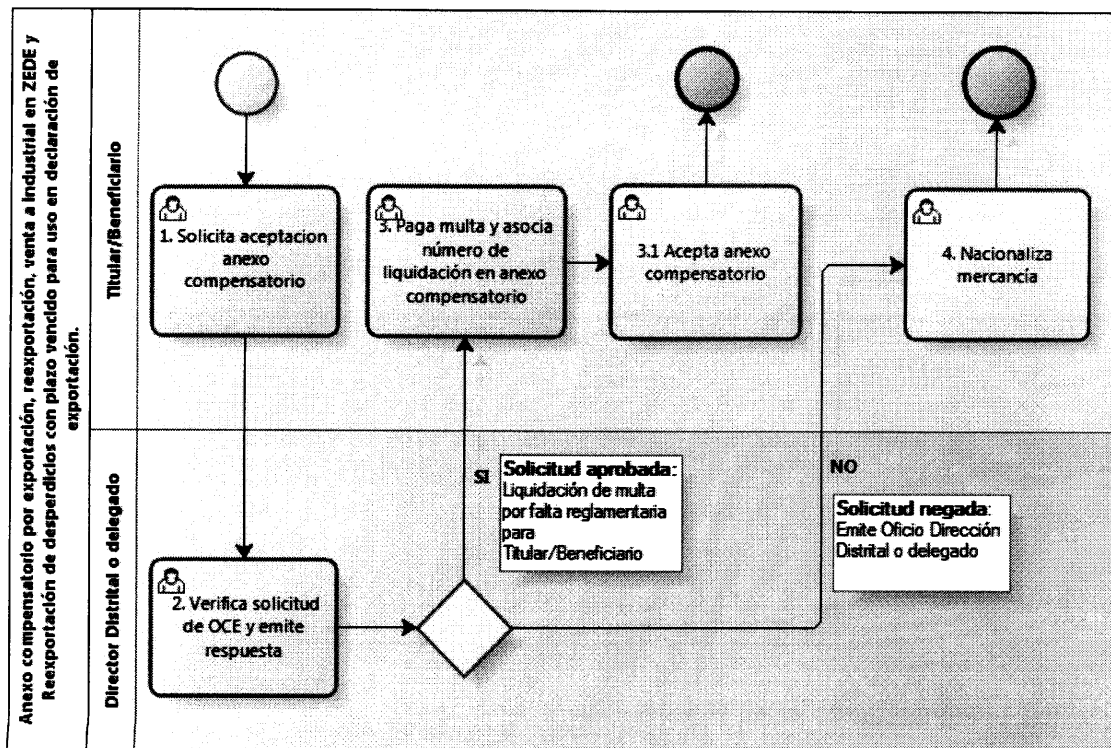 Anexo compensatorio por exportación, reexportación, venta a Industrial en ZEDE y
Reexportación de desperdicios con plazo vencido para uso en declaración de
exportación.
Titular/Beneficiario
1. Solicita aceptacion
anexo
compensatorio
3. Paga multa y asocia
número de
liquidación en anexo
compensatorio
3.1 Acepta anexo
compensatorio
4. Nacionaliza
mercancía
Director Distrital o delegado
2. Verifica solicitud
de OCE y emite
respuesta
SI
Solicitud aprobada:
Liquidación de multa
por falta reglamentaria
para
Titular/Beneficiario
NO
Solicitud negada:
Emite Oficio Dirección
Distrital o delegado